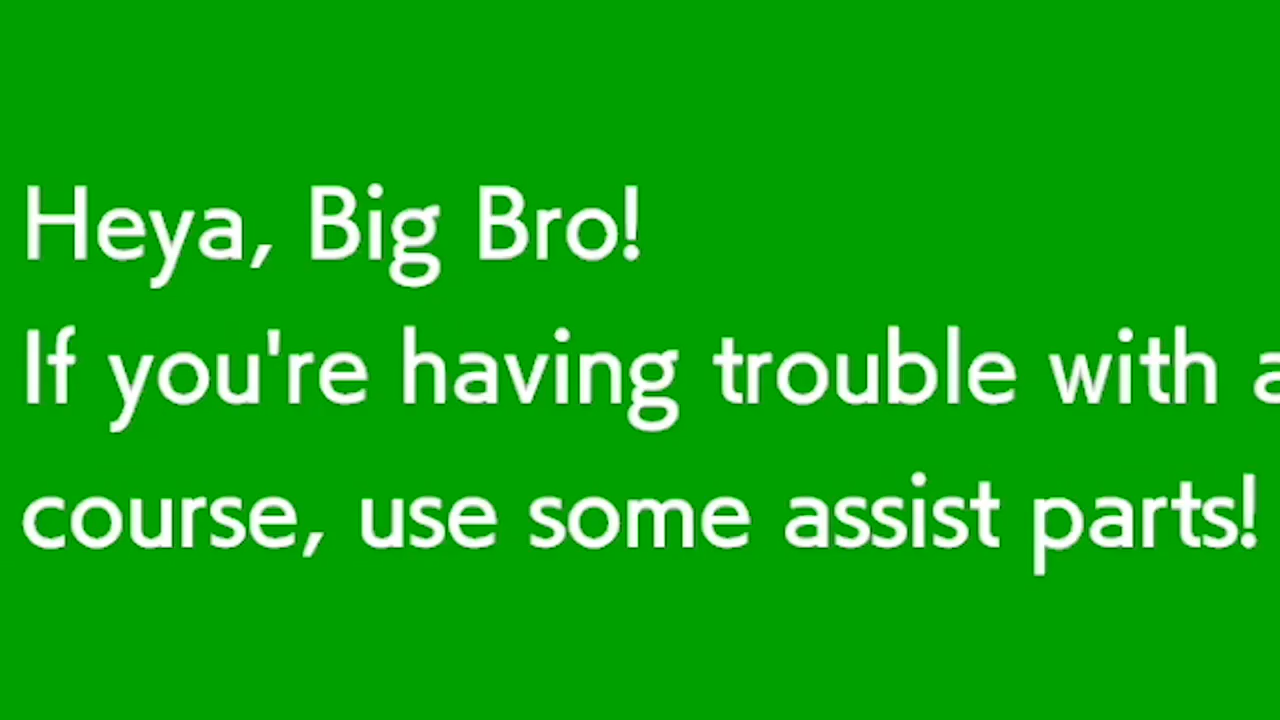 Heya, Big Bro!
If you're having trouble with a
course, use some assist parts!